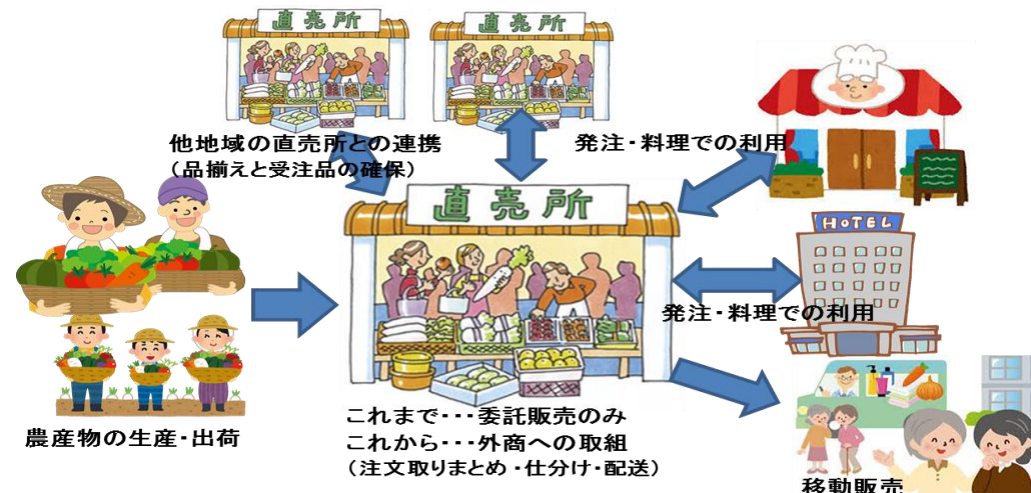 直売所
直売所
他地域の直売所との連携
(品揃えと受注品の確保)
発注・料理での利用
直売所
HOTEL
発注・料理での利用
農産物の生産・出荷
これまで・・・委託販売のみ
これから・・・外商への取組
(注文取りまとめ・仕分け・配送)
移動販売